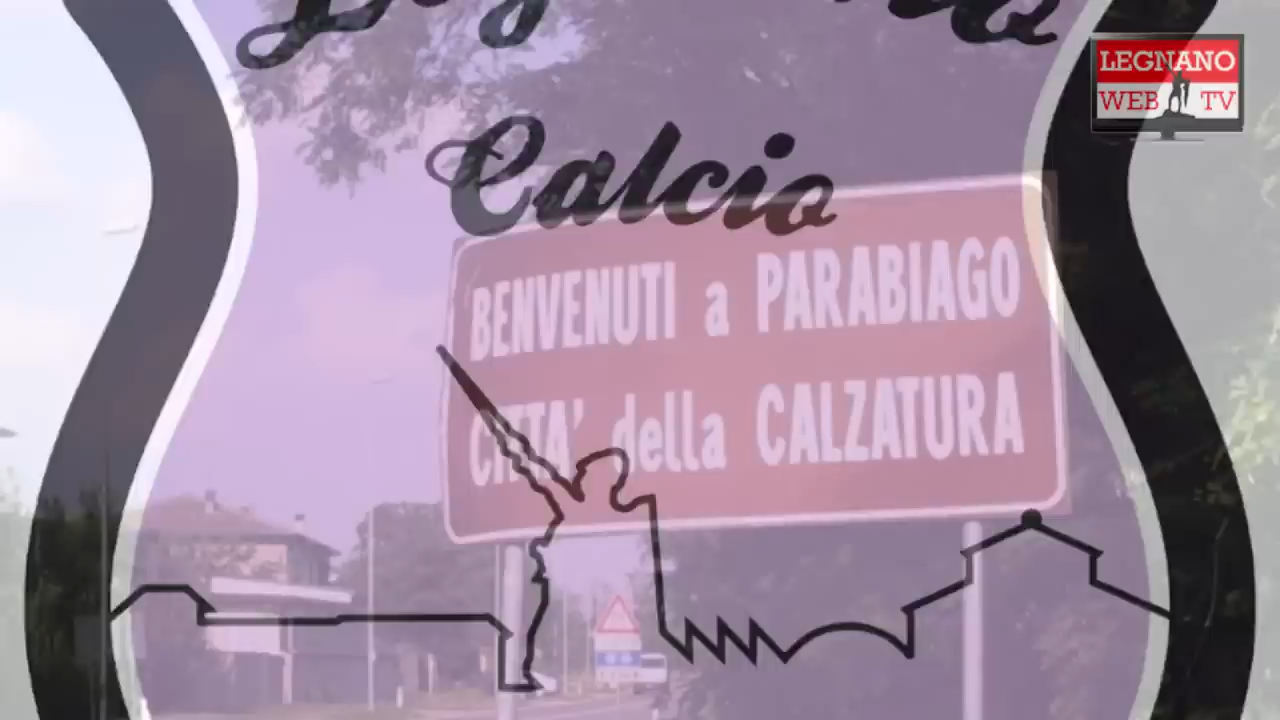 Calcio
LEGNANO
WEB TV
BENVENUTI a PARABIAGO
CITTA' della CALZATURA